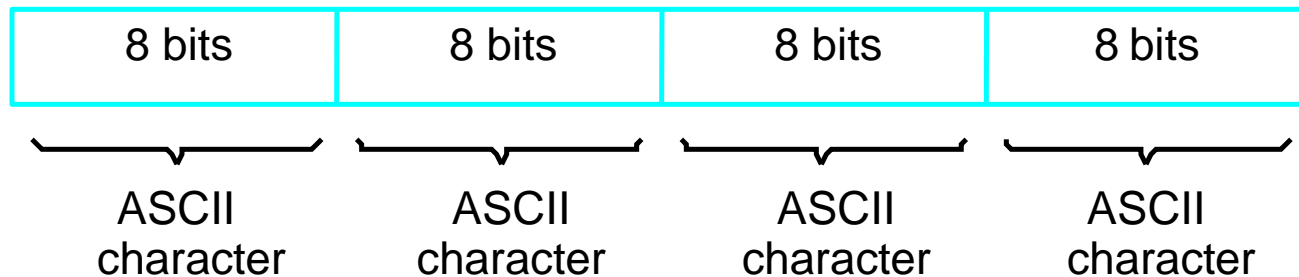 8 bits 8 bits 8 bits 8 bits
ASCII ASCII ASCII ASCII
character character character character